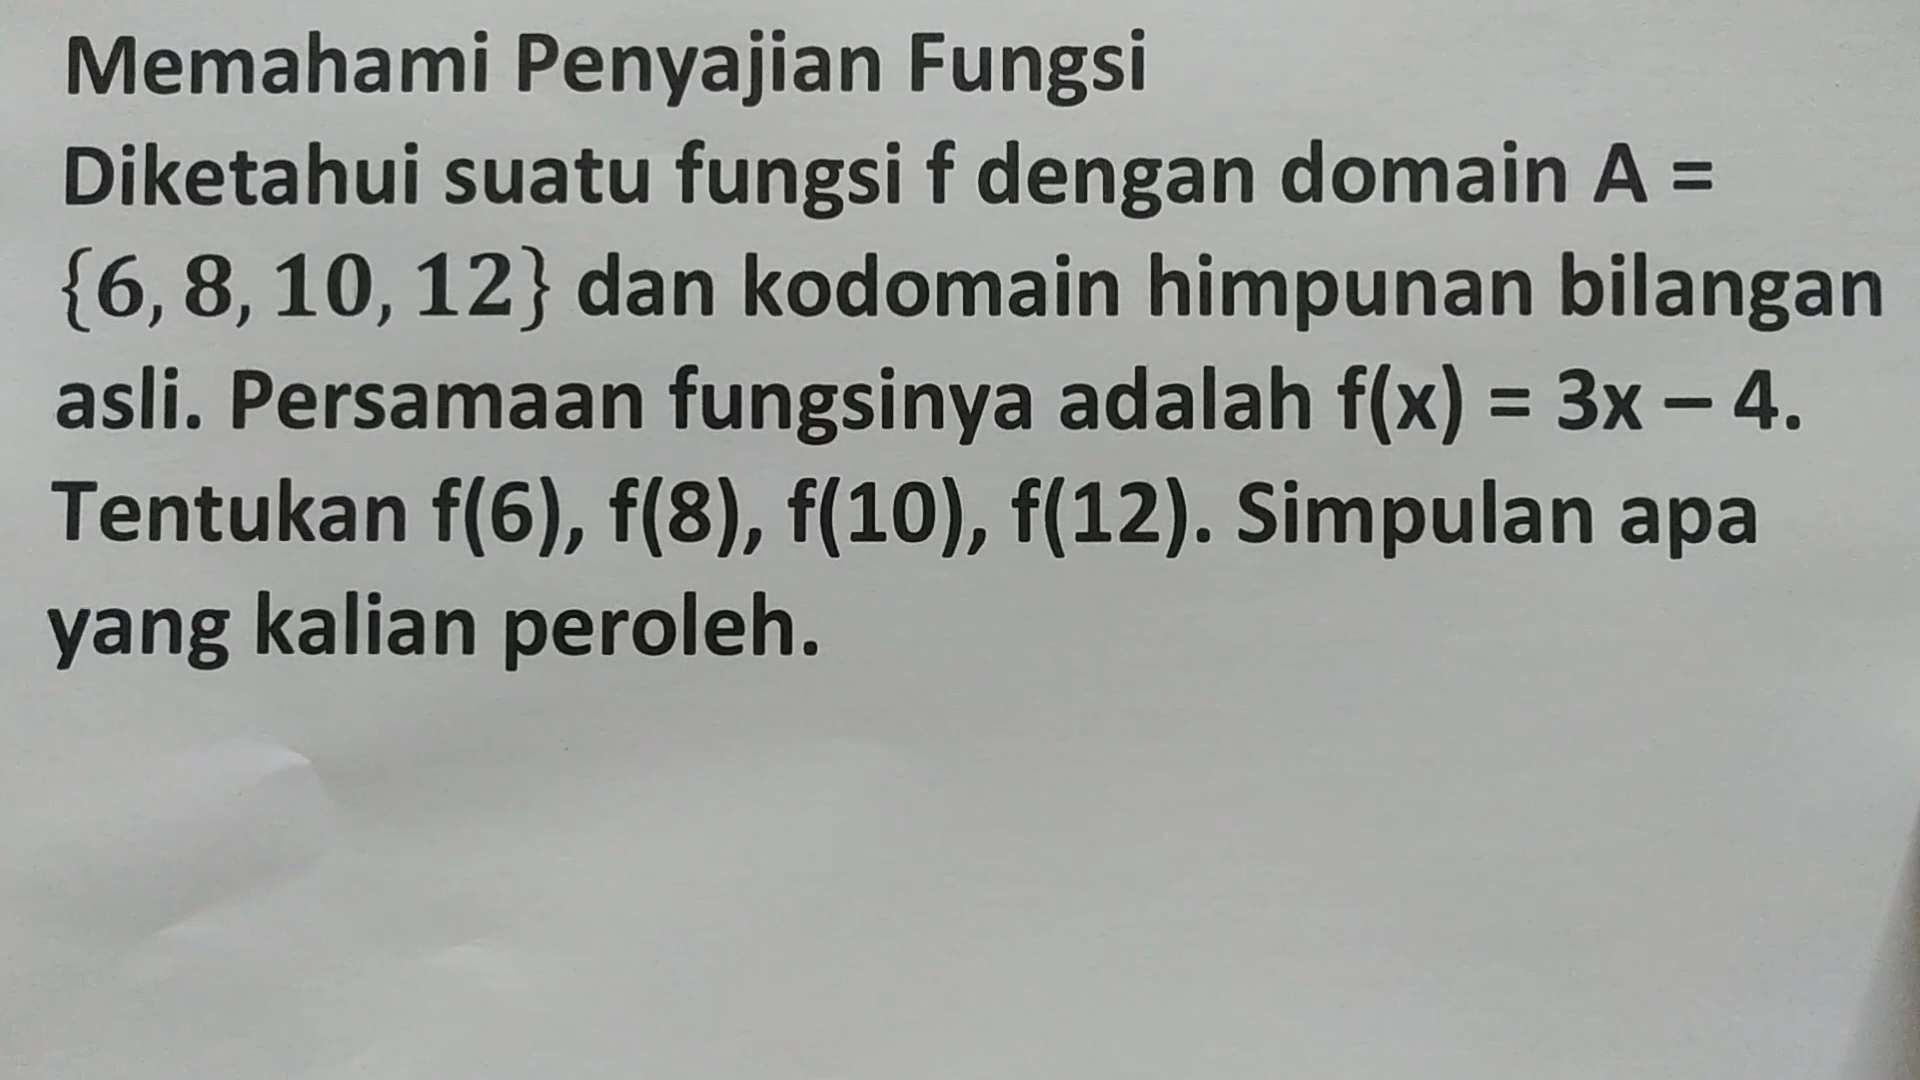 Memahami Penyajian Fungsi
Diketahui suatu fungsi f dengan domain A =
{6, 8, 10, 12} dan kodomain himpunan bilangan
asli. Persamaan fungsinya adalah f(x) = 3x – 4.
Tentukan f(6), f(8), f(10), f(12). Simpulan apa
yang kalian peroleh.